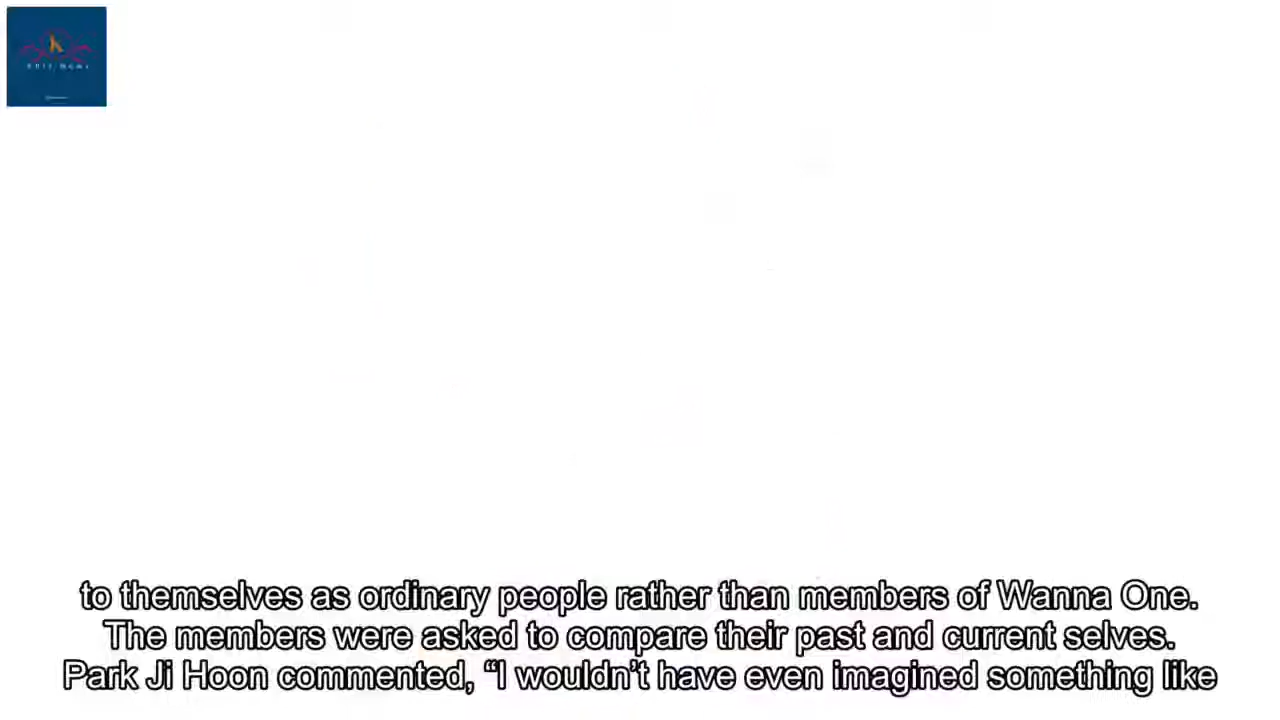 to themselves as ordinary people rather than members of Wanna One.
The members were asked to compare their past and current selves.
Park Ji Hoon commented, “I wouldn’t have even imagined something like